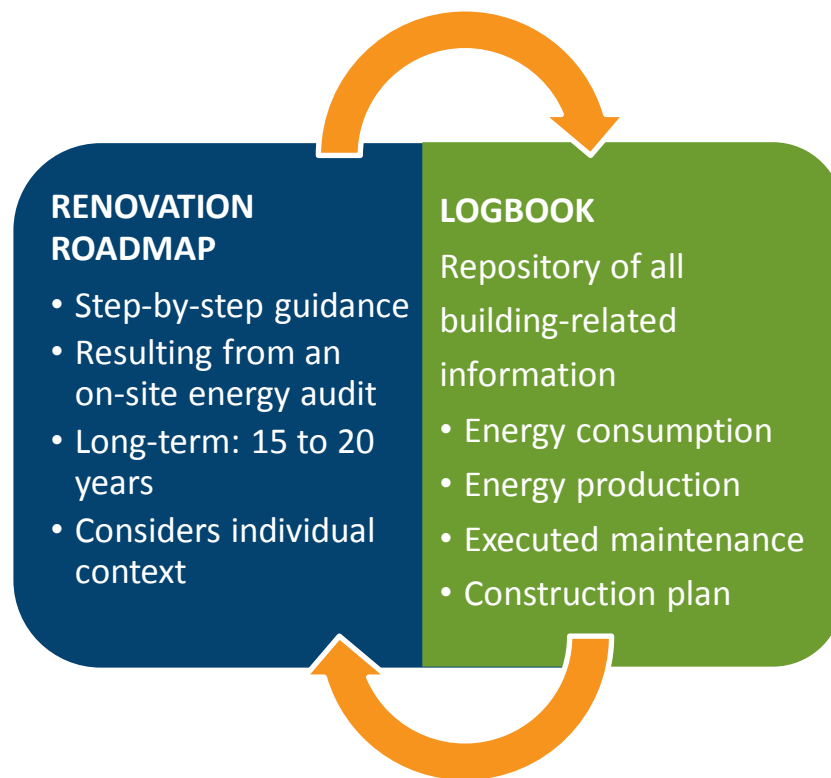 RENOVATION
ROADMAP
• Step-by-step guidance
• Resulting from an
on-site energy audit
• Long-term: 15 to 20
years
• Considers individual
context
LOGBOOK
Repository of all
building-related
information
• Energy consumption
• Energy production
• Executed maintenance
• Construction plan